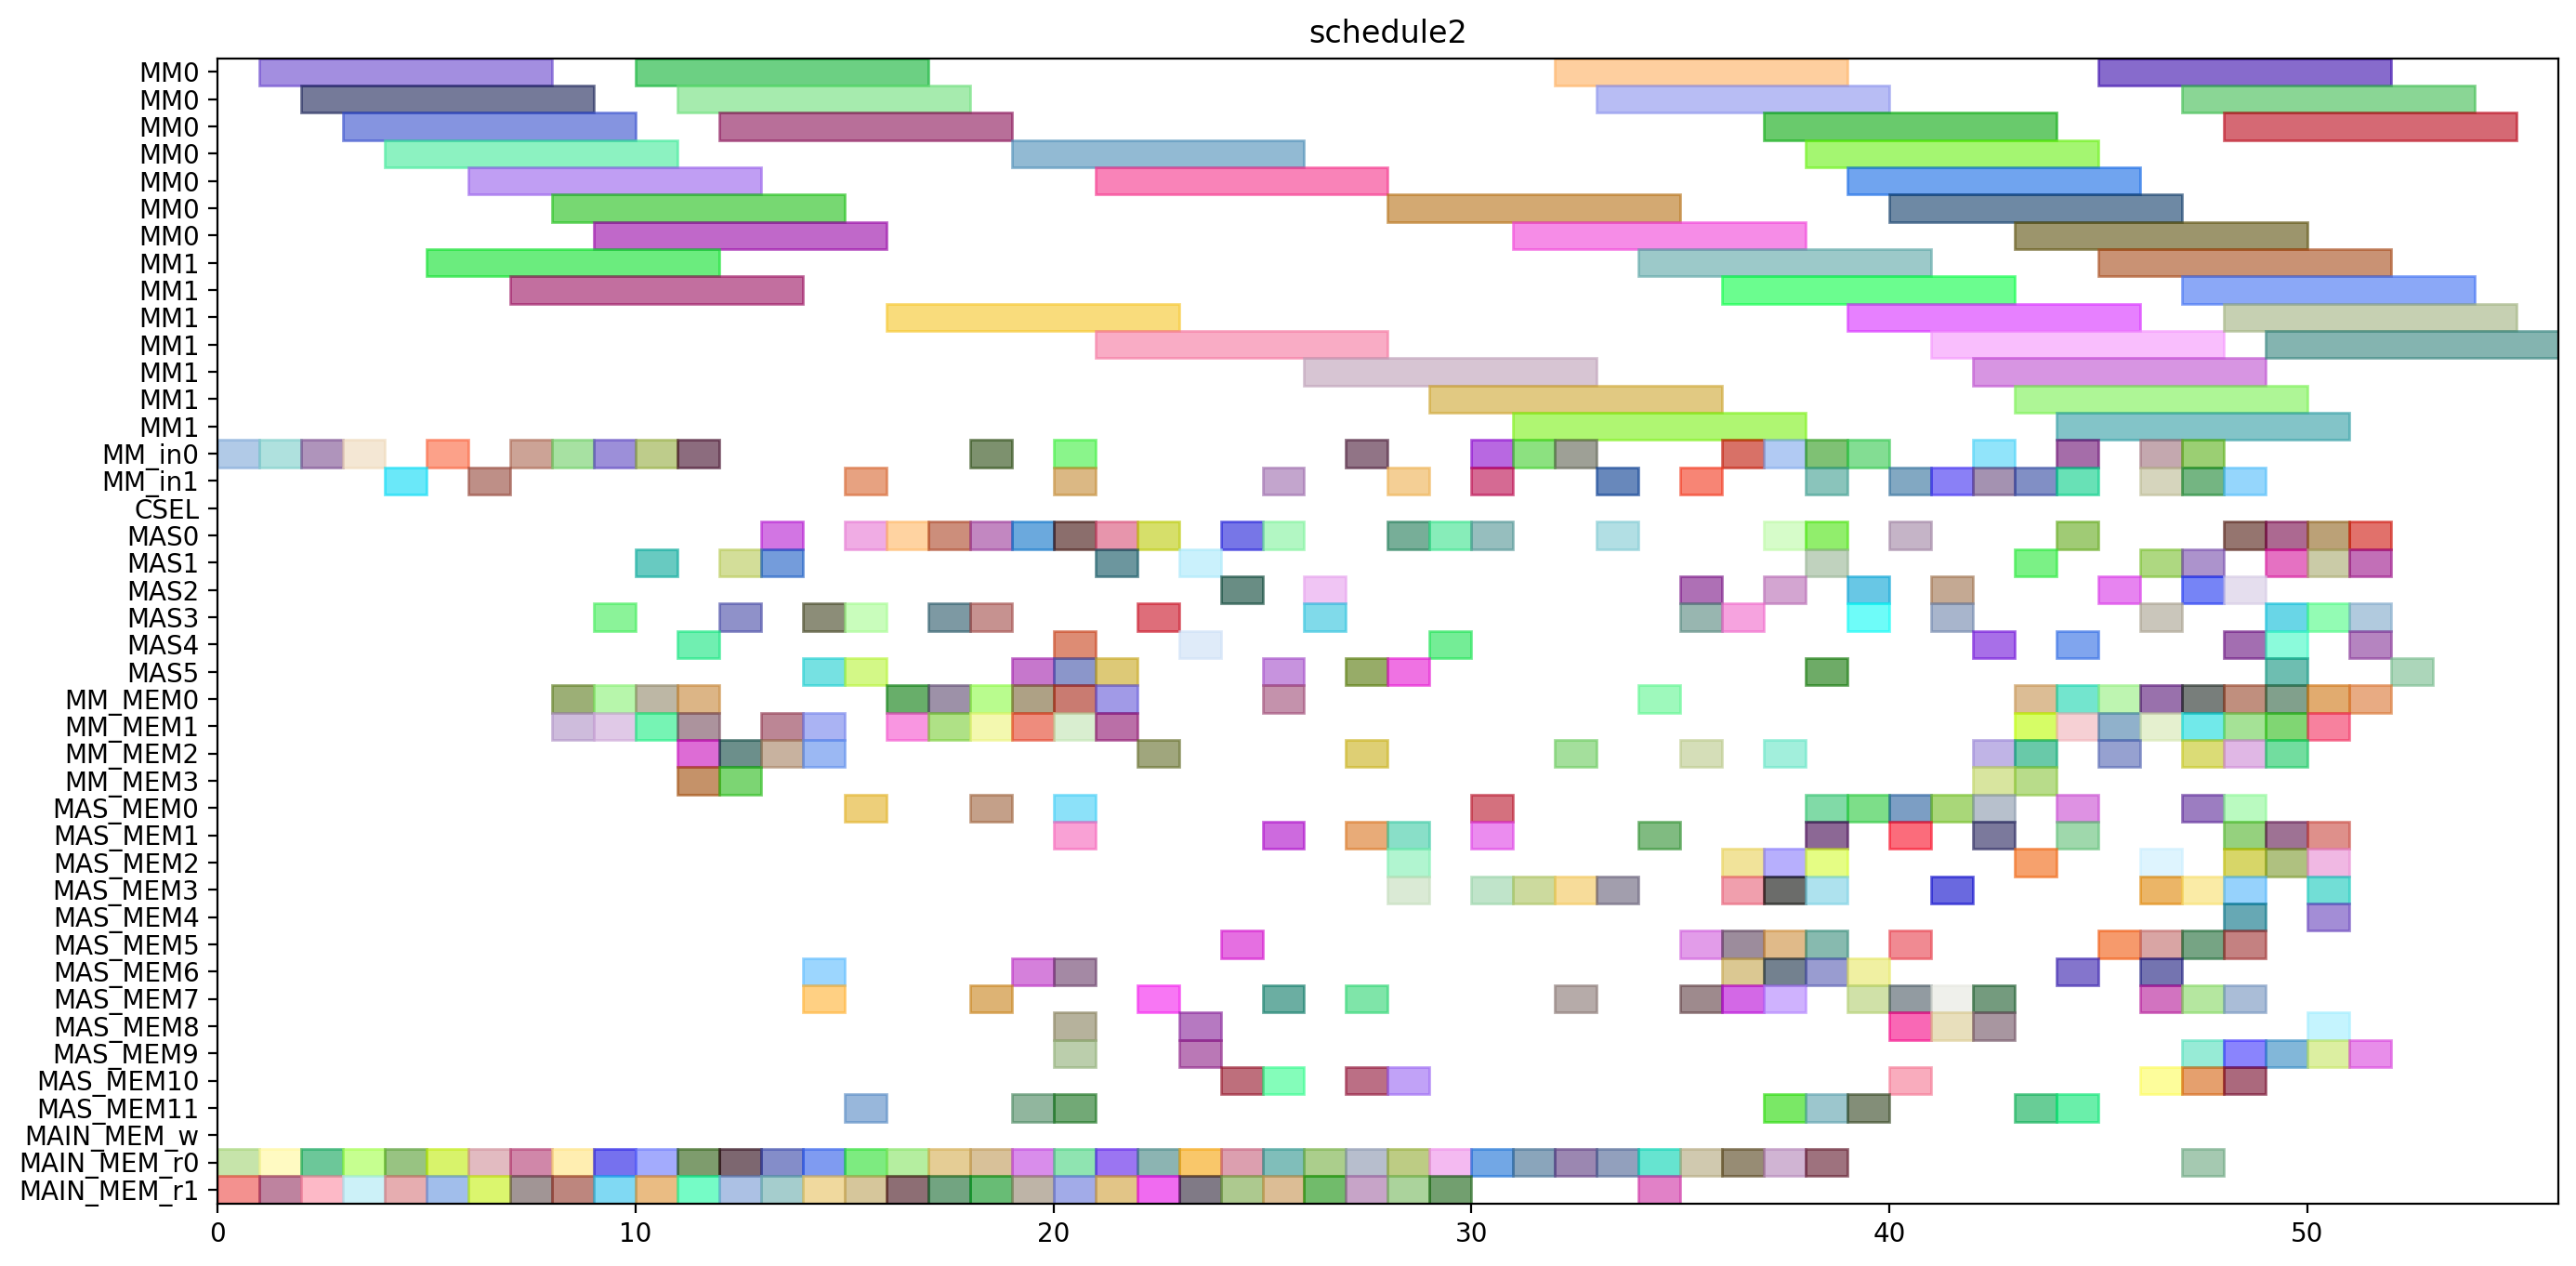 schedule2
MM0
MM0
MM0
MM0
MM0
MM0
MM0
MM1
MM1
MM1
MM1
MM1
MM1
MM1
MM_in0
MM_in1
CSEL
MAS0
MAS1
MAS2
MAS3
MAS4
MAS5
MM_MEM0
MM_MEM1
MM_MEM2
MM_MEM3
MAS_MEM0
MAS_MEM1
MAS_MEM2
MAS_MEM3
MAS_MEM4
MAS_MEM5
MAS_MEM6
MAS_MEM7
MAS_MEM8
MAS_MEM9
MAS_MEM10
MAS_MEM11
MAIN_MEM_w
MAIN_MEM_r0
MAIN_MEM_r1
0 10 20 30 40 50